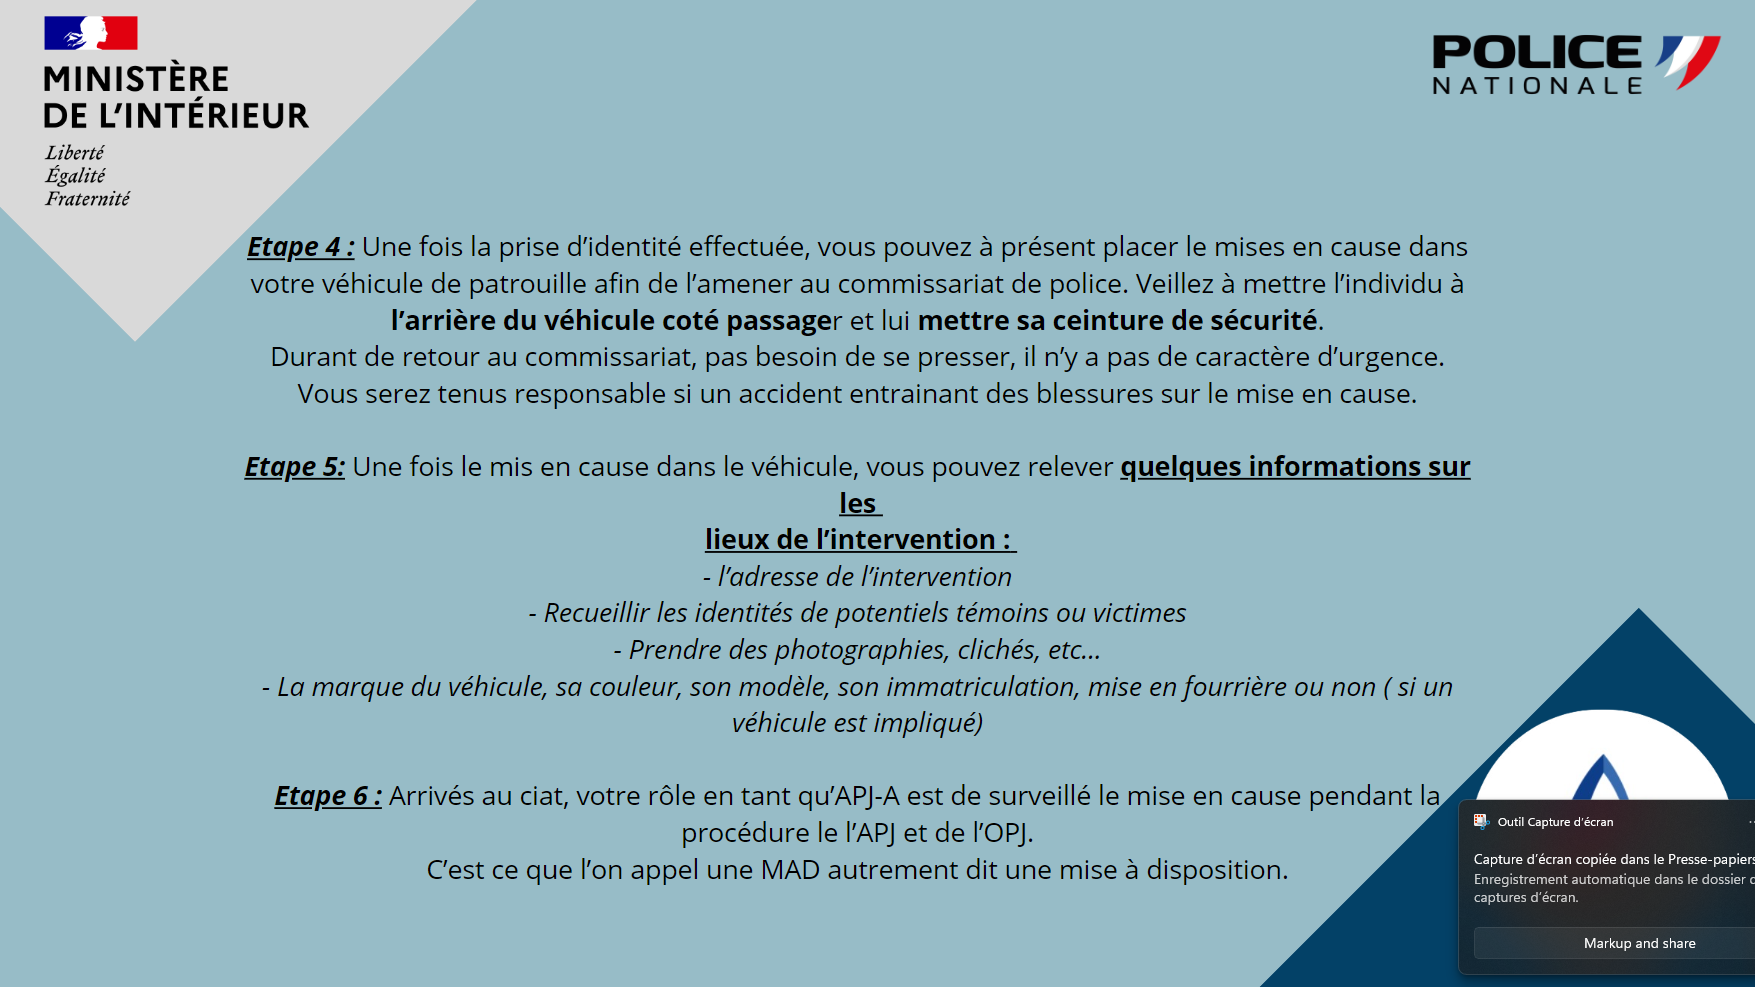 MINISTÈRE
DE L'INTÉRIEUR
Liberté
Égalité
Fraternité
POLICE
NATIONALE
Etape 4 : Une fois la prise d’identité effectuée, vous pouvez à présent placer le mises en cause dans
votre véhicule de patrouille afin de l’amener au commissariat de police. Veillez à mettre l’individu à
l’arrière du véhicule coté passager et lui mettre sa ceinture de sécurité.
Durant de retour au commissariat, pas besoin de se presser, il n’y a pas de caractère d’urgence.
Vous serez tenus responsable si un accident entrainant des blessures sur le mise en cause.
Etape 5: Une fois le mis en cause dans le véhicule, vous pouvez relever quelques informations sur
les
lieux de l’intervention :
- l’adresse de l’intervention
- Recueillir les identités de potentiels témoins ou victimes
- Prendre des photographies, clichés, etc...
- La marque du véhicule, sa couleur, son modèle, son immatriculation, mise en fourrière ou non ( si un
véhicule est impliqué)
Etape 6 : Arrivés au ciat, votre rôle en tant qu’APJ-A est de surveillé le mise en cause pendant la
procédure le l’APJ et de l’OPJ.
C’est ce que l’on appel une MAD autrement dit une mise à disposition.
Outil Capture d’écran
Capture d’écran copiée dans le Presse-papiers
Enregistrement automatique dans le dossier
captures d’écran.
Markup and share